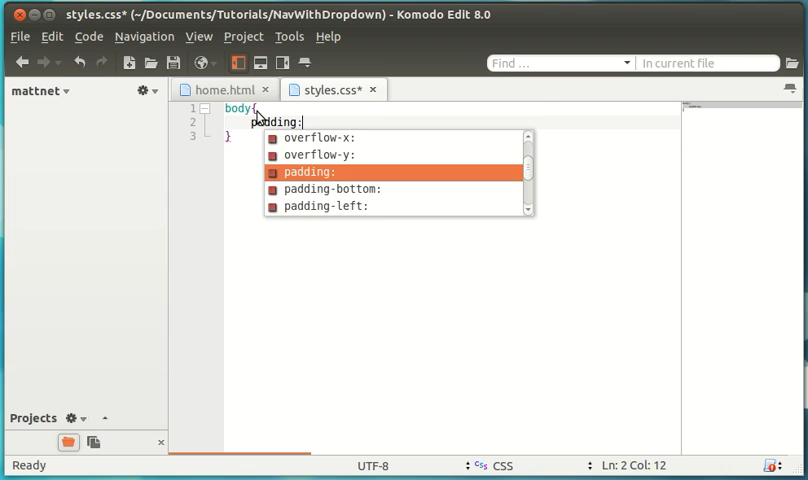 styles.css* (~/Documents/Tutorials/NavWithDropdown) - Komodo Edit 8.0
File Edit Code Navigation View Project Tools Help
Find ... In current file
mattnet home.html styles.css*
1 body{
2 padding:
3 }
overflow-x:
overflow-y:
padding:
padding-bottom:
padding-left:
Projects
Ready UTF-8 CSS CSS Ln: 2 Col: 12